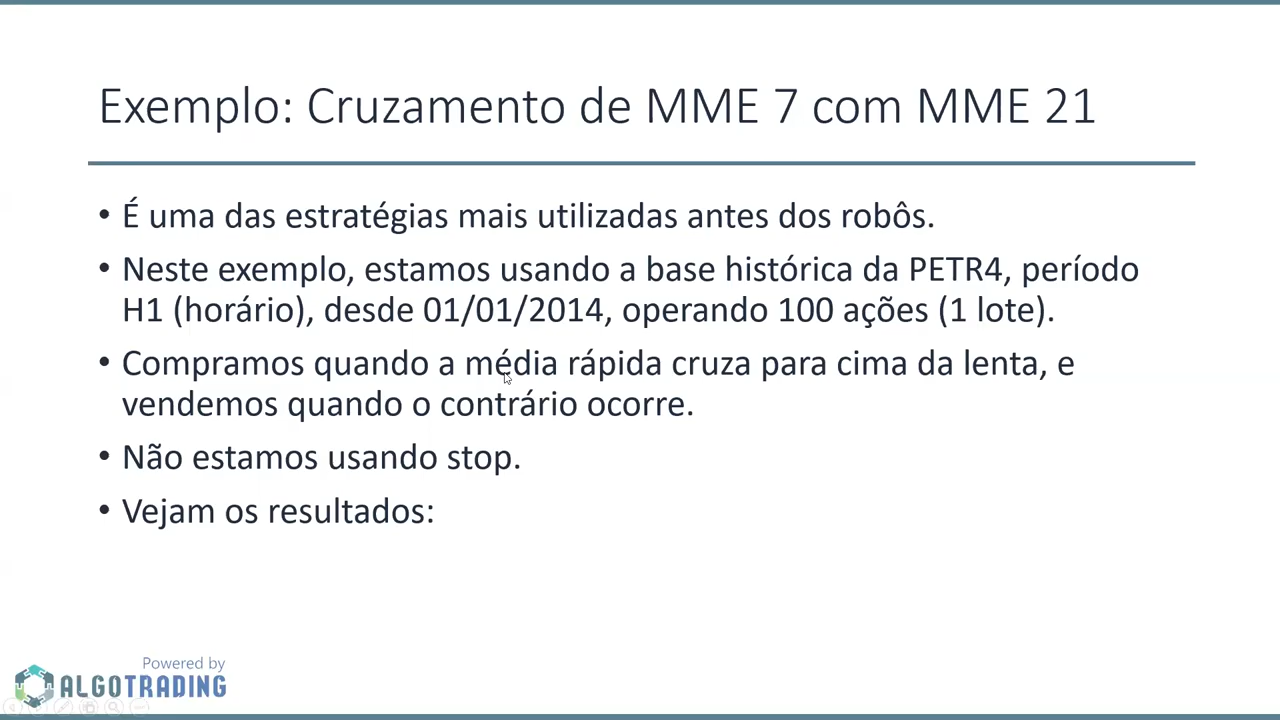 Exemplo: Cruzamento de MME 7 com MME 21
• É uma das estratégias mais utilizadas antes dos robôs.
• Neste exemplo, estamos usando a base histórica da PETR4, período
H1 (horário), desde 01/01/2014, operando 100 ações (1 lote).
• Compramos quando a média rápida cruza para cima da lenta, e
vendemos quando o contrário ocorre.
• Não estamos usando stop.
• Vejam os resultados:
Powered by
ALGOTRADING